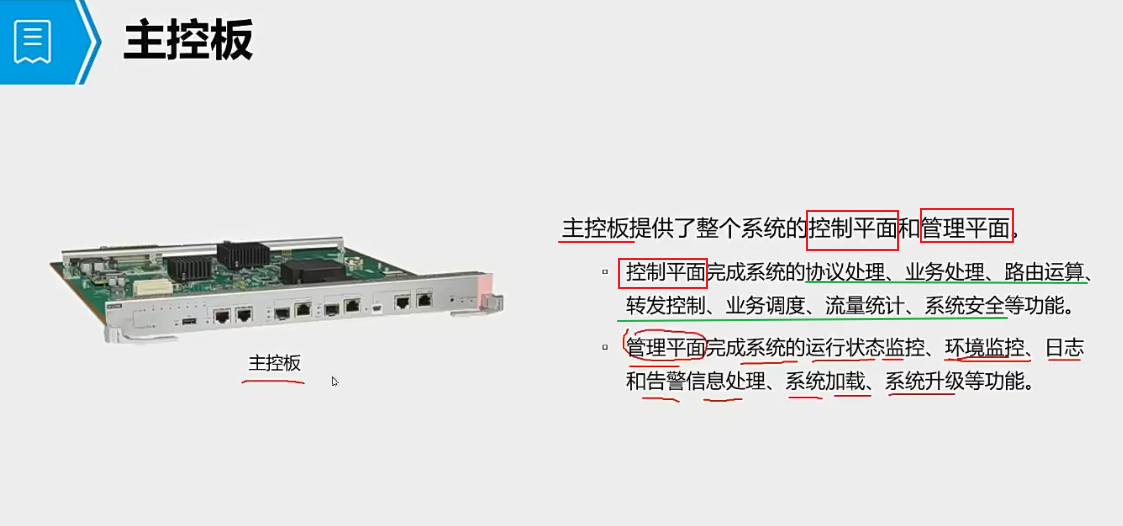 主控板
主控板提供了整个系统的控制平面和管理平面。
▫ 控制平面完成系统的协议处理、业务处理、路由运算、
转发控制、业务调度、流量统计、系统安全等功能。
▫ 管理平面完成系统的运行状态监控、环境监控、日志
和告警信息处理、系统加载、系统升级等功能。
主控板